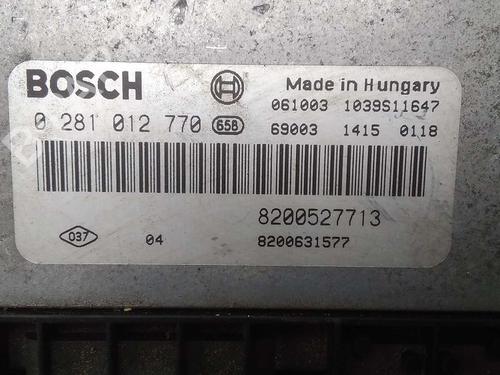 BOSCH
Made in Hungary
061003 1039S11647
0 281 012 770 658
69003 1415 0118
8200527713
037 04 8200631577